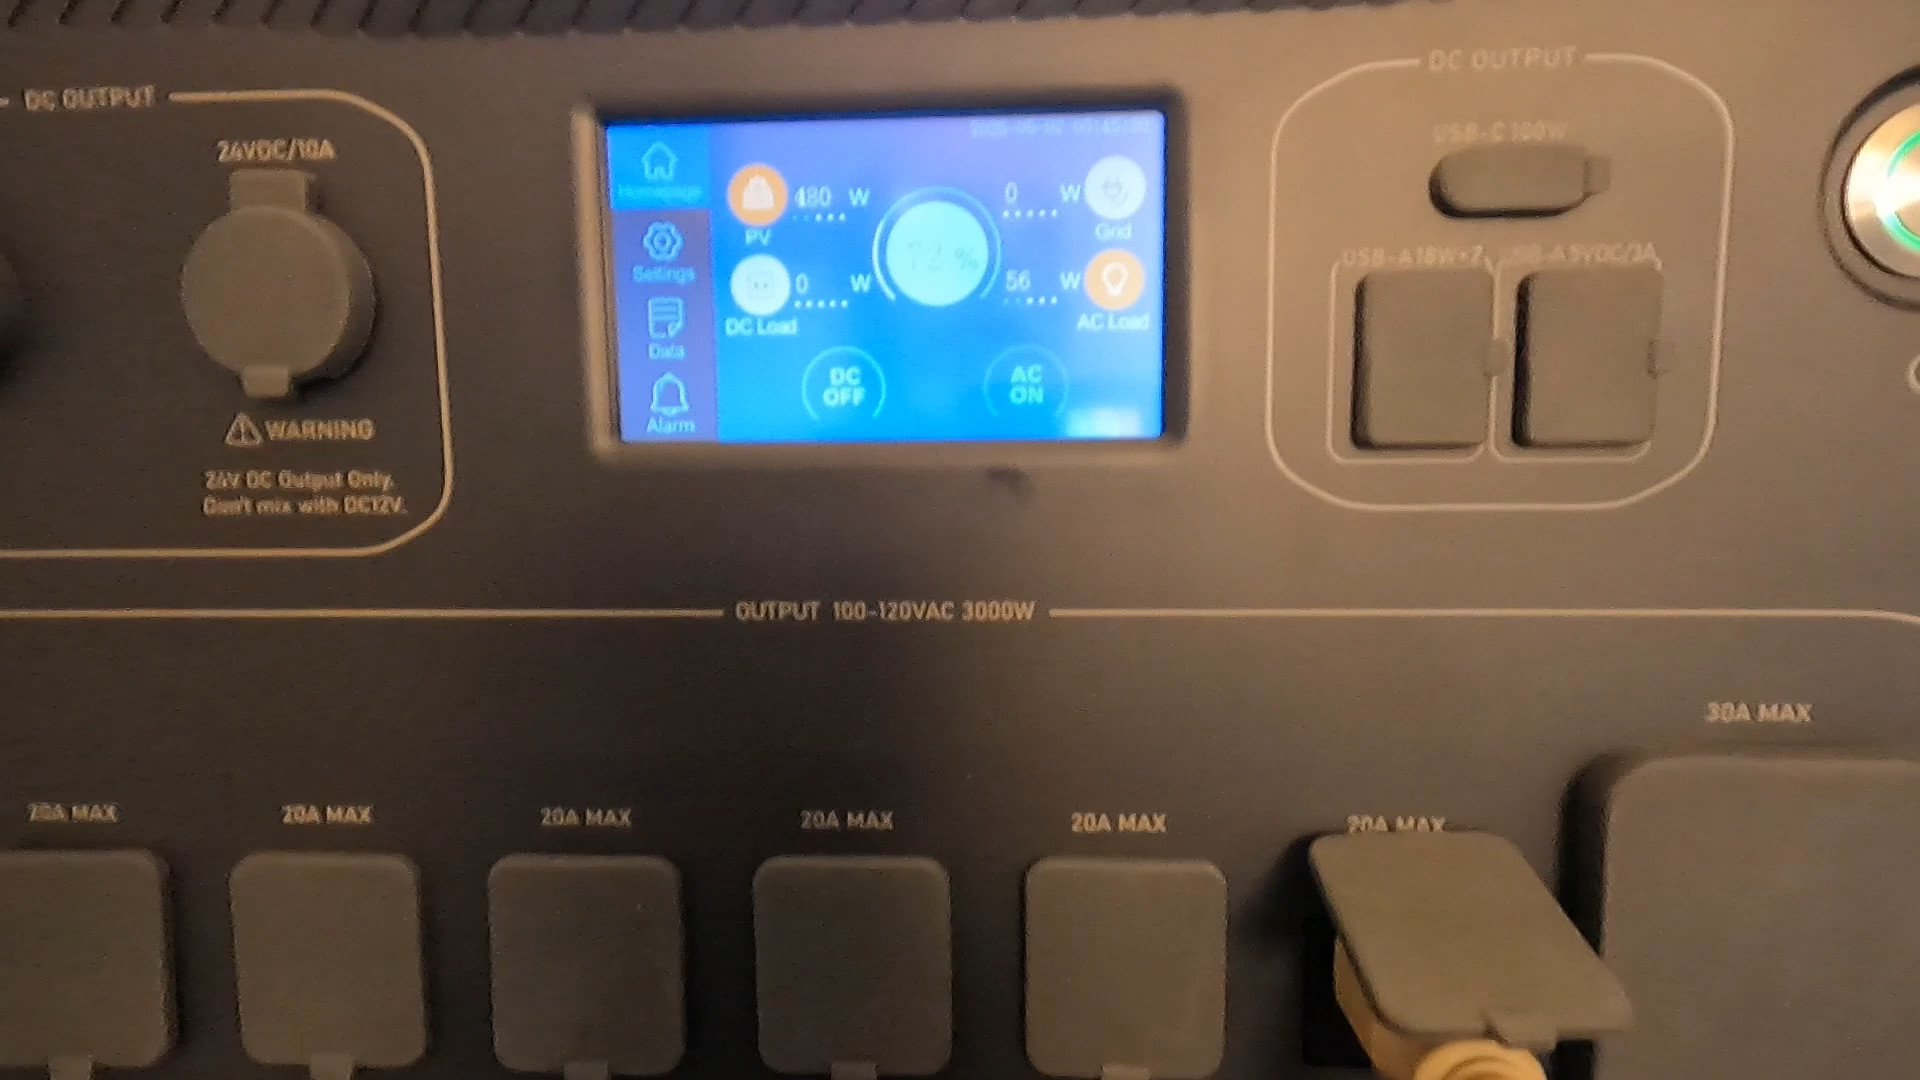 DC OUTPUT
24VDC/10A
WARNING
24V DC Output Only.
Don't mix with DC12V.
Homepage
Settings
Data
Alarm
480 W
PV
0 W
DC Load
72 %
0 W
Grid
56 W
AC Load
DC
OFF
AC
ON
DC OUTPUT
USB-C 100W
USB-A 18W×2
USB-A 5VDC/3A
OUTPUT 100-120VAC 3000W
20A MAX
20A MAX
20A MAX
20A MAX
20A MAX
20A MAX
30A MAX